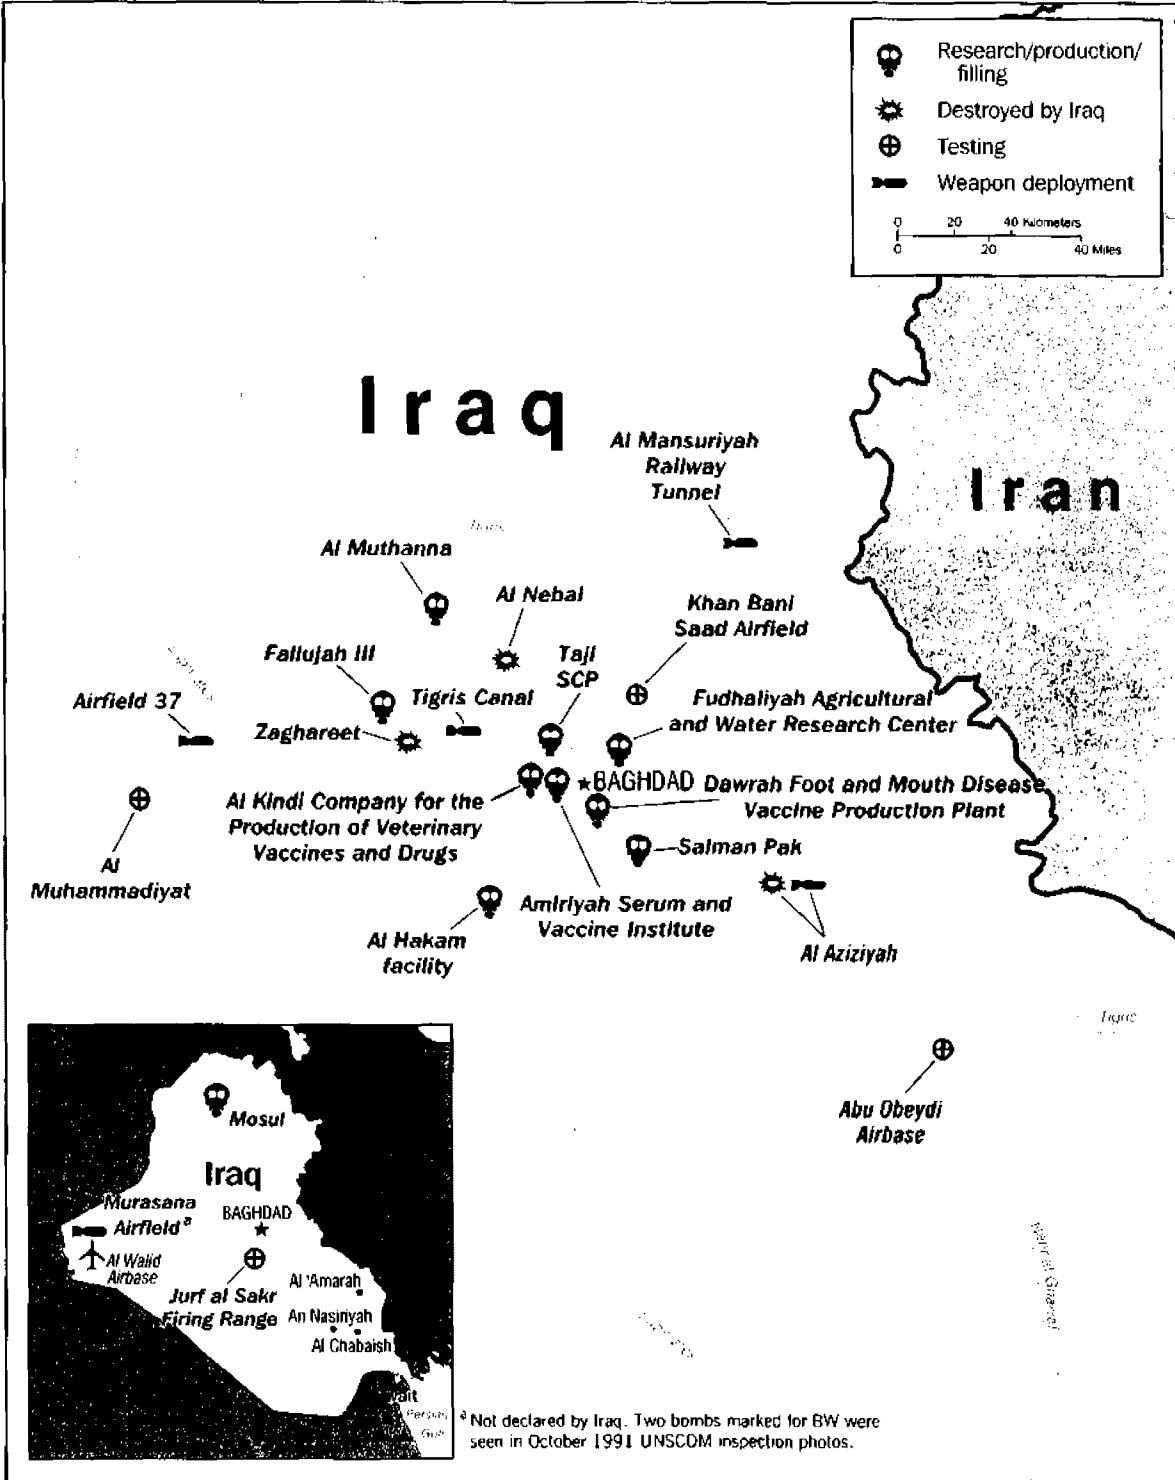 Research/production/
filling
Destroyed by Iraq
Testing
Weapon deployment
0 20 40 Kilometers
0 20 40 Miles
Iraq
Iran
Al Mansuriyah
Railway
Tunnel
Al Muthanna
Al Nebal
Khan Bani
Saad Airfield
Fallujah III
Taji
SCP
Airfield 37
Tigris Canal
Fudhaliyah Agricultural
and Water Research Center
Zaghareet
BAGHDAD
Dawrah Foot and Mouth Disease
Vaccine Production Plant
Al Kindi Company for the
Production of Veterinary
Vaccines and Drugs
Al
Muhammadiyat
Salman Pak
Amiriyah Serum and
Vaccine Institute
Al Hakam
facility
Al Aziziyah
Tigris
Abu Obeydi
Airbase
Mosul
Iraq
Murasana
Airfield a
BAGHDAD
Al Walid
Airbase
Jurf al Sakr
Firing Range
Al 'Amarah
An Nasiriyah
Al Chabaish
Persian
Gulf
a Not declared by Iraq. Two bombs marked for BW were
seen in October 1991 UNSCOM inspection photos.